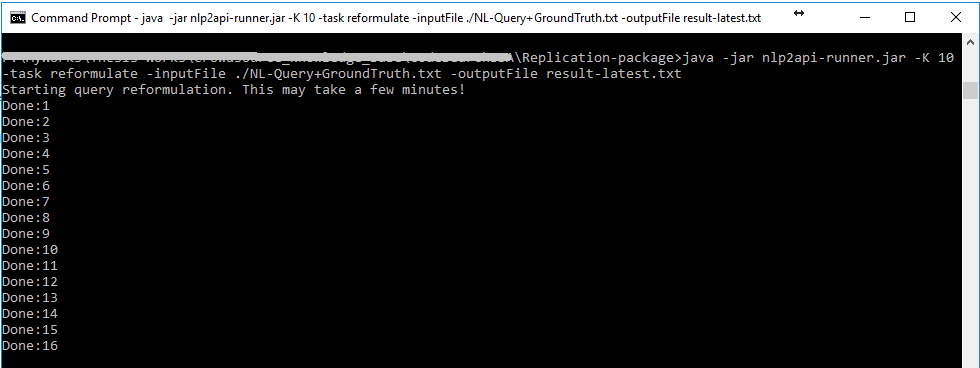 Command Prompt - java -jar nlp2api-runner.jar -K 10 -task reformulate -inputFile ./NL-Query+GroundTruth.txt -outputFile result-latest.txt
\Replication-package>java -jar nlp2api-runner.jar -K 10
-task reformulate -inputFile ./NL-Query+GroundTruth.txt -outputFile result-latest.txt
Starting query reformulation. This may take a few minutes!
Done:1
Done:2
Done:3
Done:4
Done:5
Done:6
Done:7
Done:8
Done:9
Done:10
Done:11
Done:12
Done:13
Done:14
Done:15
Done:16